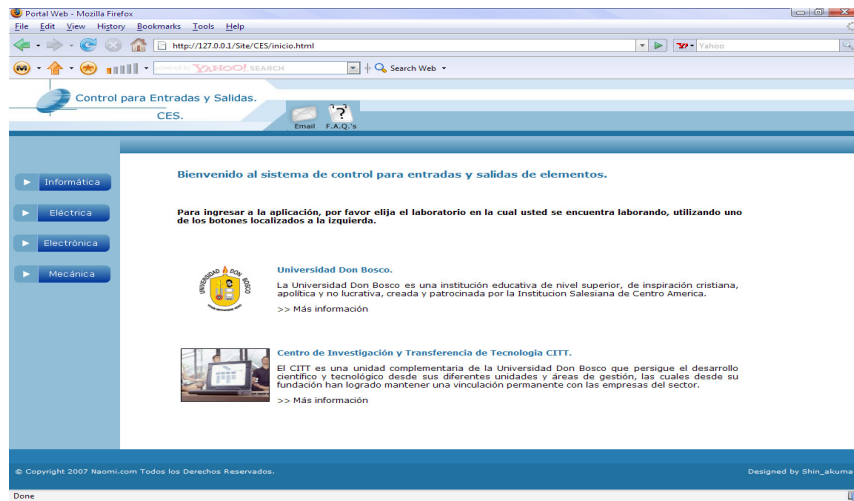 Portal Web - Mozilla Firefox
File Edit View History Bookmarks Tools Help
http://127.0.0.1/Site/CES/inicio.html
Yahoo
YAHOO! SEARCH
Search Web
Control para Entradas y Salidas.
CES.
Email F.A.Q.'s
Bienvenido al sistema de control para entradas y salidas de elementos.
Informática
Eléctrica
Electrónica
Mecánica
Para ingresar a la aplicación, por favor elija el laboratorio en la cual usted se encuentra laborando, utilizando uno
de los botones localizados a la izquierda.
UNIVERSIDAD DON BOSCO
Universidad Don Bosco.
La Universidad Don Bosco es una institución educativa de nivel superior, de inspiración cristiana,
apolítica y no lucrativa, creada y patrocinada por la Institucion Salesiana de Centro America.
>> Más información
Centro de Investigación y Transferencia de Tecnologia CITT.
El CITT es una unidad complementaria de la Universidad Don Bosco que persigue el desarrollo
científico y tecnológico desde sus diferentes unidades y áreas de gestión, las cuales desde su
fundación han logrado mantener una vinculación permanente con las empresas del sector.
>> Más información
© Copyright 2007 Naomi.com Todos los Derechos Reservados.
Designed by Shin_akuma
Done